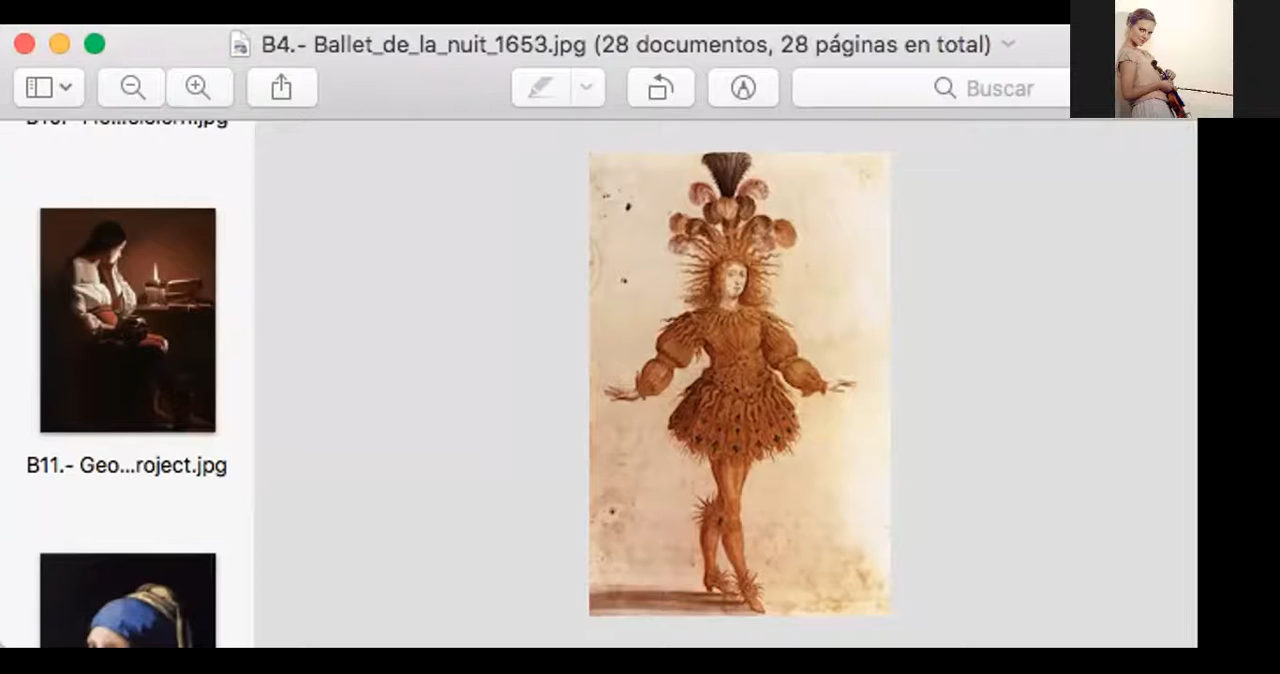 B4.- Ballet_de_la_nuit_1653.jpg (28 documentos, 28 páginas en total)
Buscar
B11.- Geo...roject.jpg